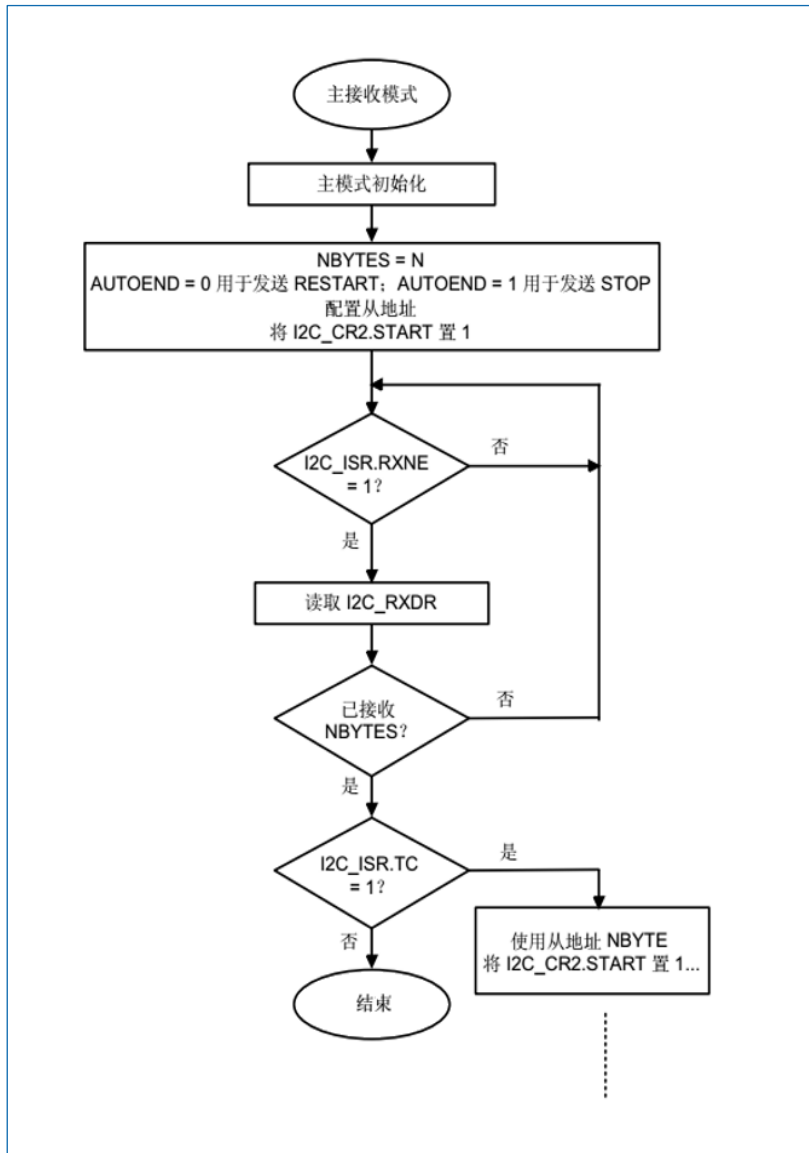 主接收模式
主模式初始化
NBYTES = N
AUTOEND = 0 用于发送 RESTART；AUTOEND = 1 用于发送 STOP
配置从地址
将 I2C_CR2.START 置 1
I2C_ISR.RXNE
= 1？
否
是
读取 I2C_RXDR
已接收
NBYTES？
否
是
I2C_ISR.TC
= 1？
是
否
使用从地址 NBYTE
将 I2C_CR2.START 置 1...
结束